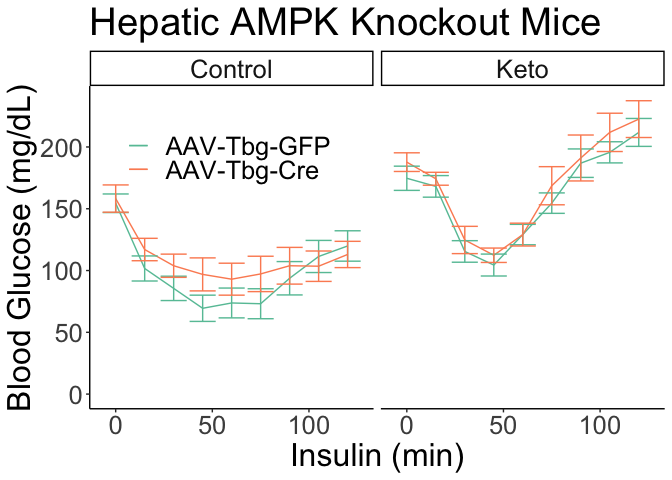 Hepatic AMPK Knockout Mice
Control
Keto
AAV-Tbg-GFP
AAV-Tbg-Cre
Blood Glucose (mg/dL)
200
150
100
50
0
0 50 100
0 50 100
Insulin (min)